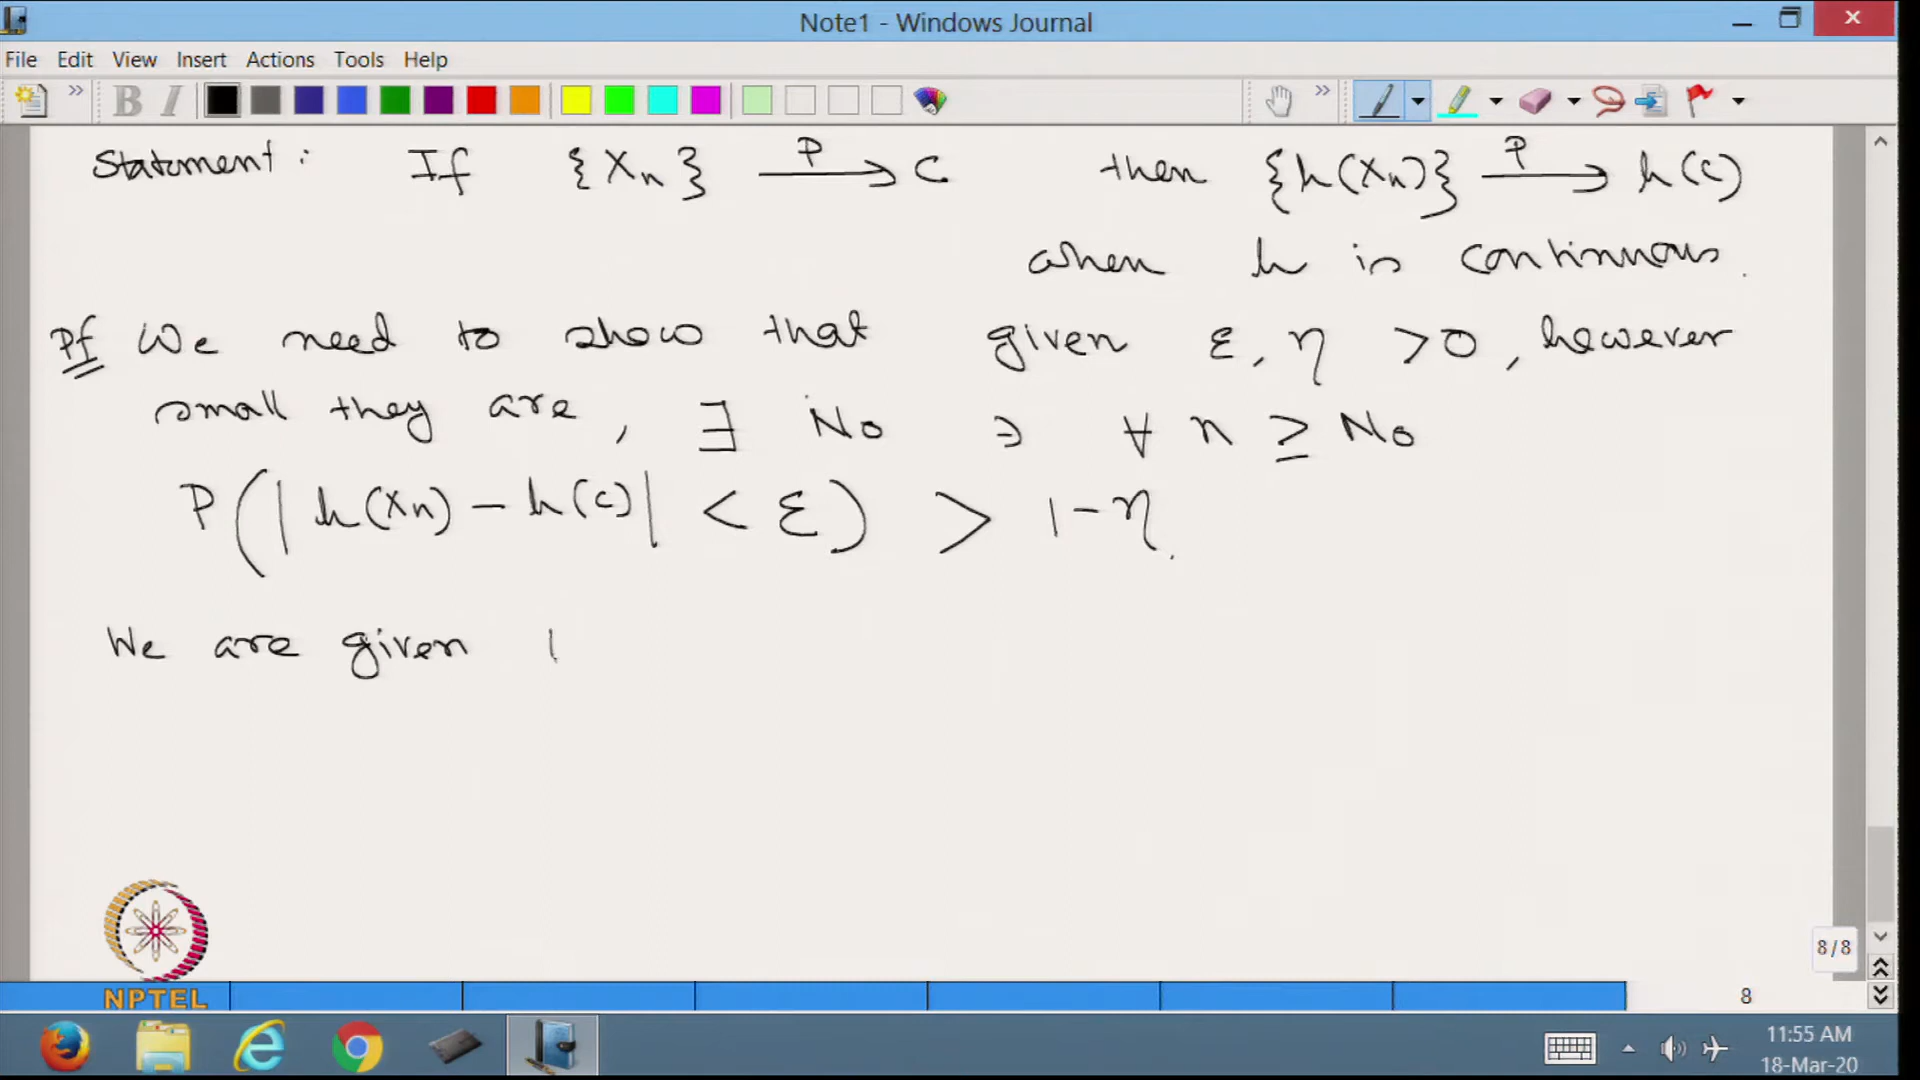 Note1 - Windows Journal
File Edit View Insert Actions Tools Help
B I
Statement : If {Xn} P⟶ C then {h(Xn)} P⟶ h(C)
when h is continuous.
Pf We need to show that given ε, η >0, however
small they are, ∃ No ∋ ∀ n ≥ No
P(|h(Xn) - h(C)| < ε) > 1-η.
We are given
8/8
NPTEL
8
11:55 AM
18-Mar-20